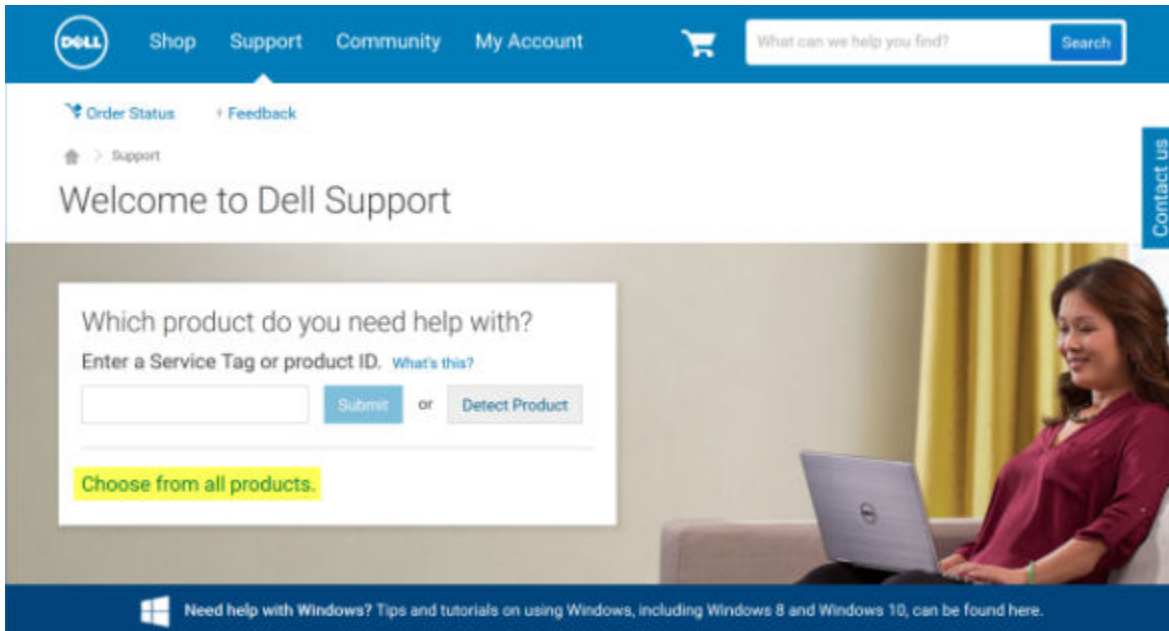 DELL Shop Support Community My Account What can we help you find? Search
Order Status Feedback
Contact us
> Support
Welcome to Dell Support
Which product do you need help with?
Enter a Service Tag or product ID. What's this?
Submit or Detect Product
Choose from all products.
DELL
Need help with Windows? Tips and tutorials on using Windows, including Windows 8 and Windows 10, can be found here.